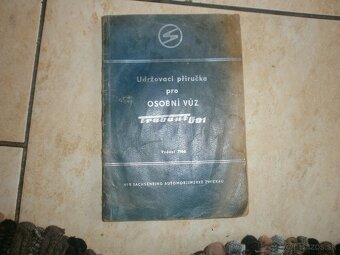 Udržovací příručka
pro
OSOBNÍ VŮZ
Trabant 601
VEB SACHSENRING AUTOMOBILWERKE ZWICKAU